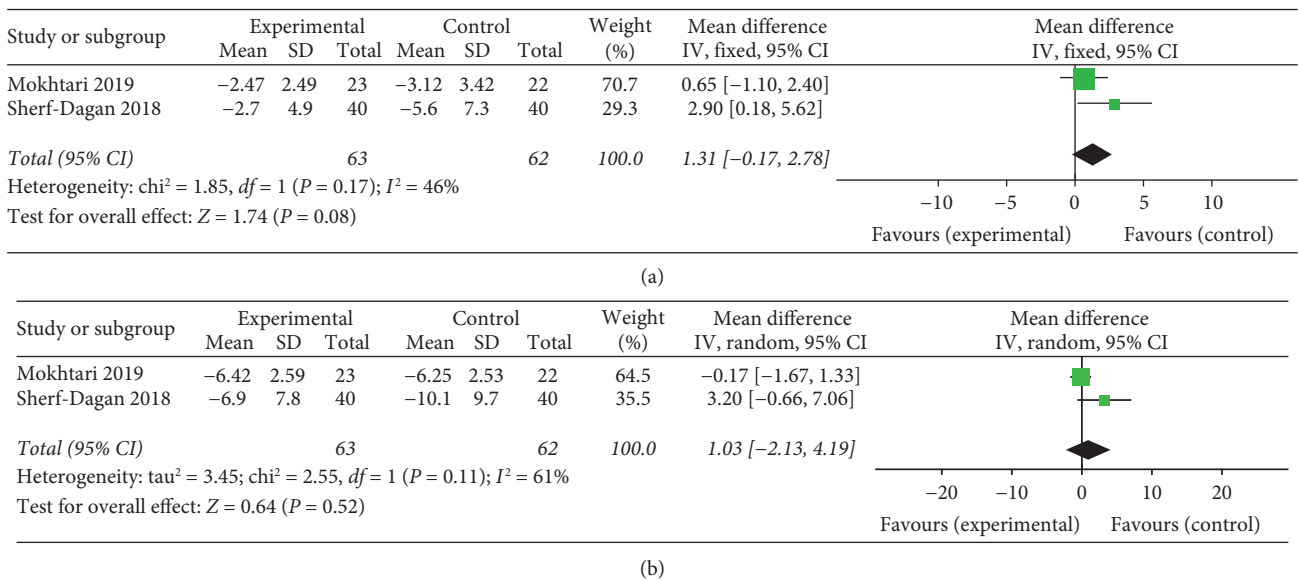 Study or subgroup Experimental Control Weight (%) Mean difference IV, fixed, 95% CI Mean difference IV, fixed, 95% CI
Mean SD Total Mean SD Total
Mokhtari 2019 −2.47 2.49 23 −3.12 3.42 22 70.7 0.65 [−1.10, 2.40]
Sherf-Dagan 2018 −2.7 4.9 40 −5.6 7.3 40 29.3 2.90 [0.18, 5.62]
Total (95% CI) 63 62 100.0 1.31 [−0.17, 2.78]
Heterogeneity: chi² = 1.85, df = 1 (P = 0.17); I² = 46%
Test for overall effect: Z = 1.74 (P = 0.08)
−10 −5 0 5 10
Favours (experimental) Favours (control)
(a)
Study or subgroup Experimental Control Weight (%) Mean difference IV, random, 95% CI Mean difference IV, random, 95% CI
Mean SD Total Mean SD Total
Mokhtari 2019 −6.42 2.59 23 −6.25 2.53 22 64.5 −0.17 [−1.67, 1.33]
Sherf-Dagan 2018 −6.9 7.8 40 −10.1 9.7 40 35.5 3.20 [−0.66, 7.06]
Total (95% CI) 63 62 100.0 1.03 [−2.13, 4.19]
Heterogeneity: tau² = 3.45; chi² = 2.55, df = 1 (P = 0.11); I² = 61%
Test for overall effect: Z = 0.64 (P = 0.52)
−20 −10 0 10 20
Favours (experimental) Favours (control)
(b)